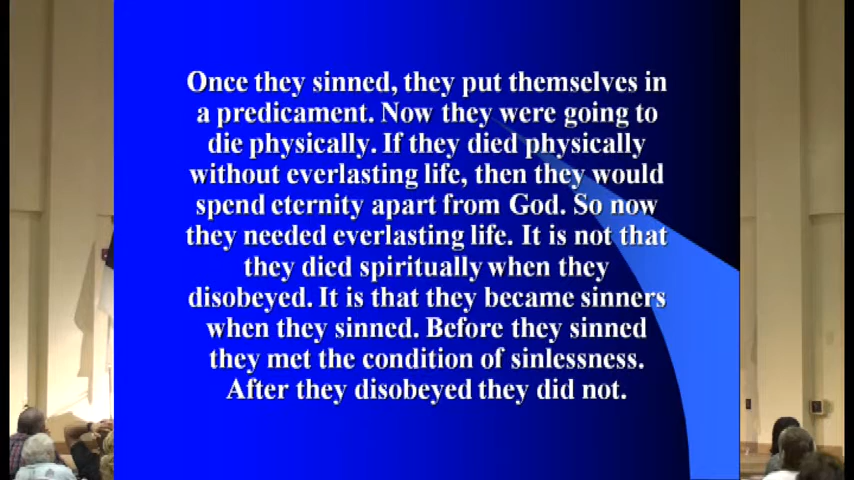 Once they sinned, they put themselves in
a predicament. Now they were going to
die physically. If they died physically
without everlasting life, then they would
spend eternity apart from God. So now
they needed everlasting life. It is not that
they died spiritually when they
disobeyed. It is that they became sinners
when they sinned. Before they sinned
they met the condition of sinlessness.
After they disobeyed they did not.